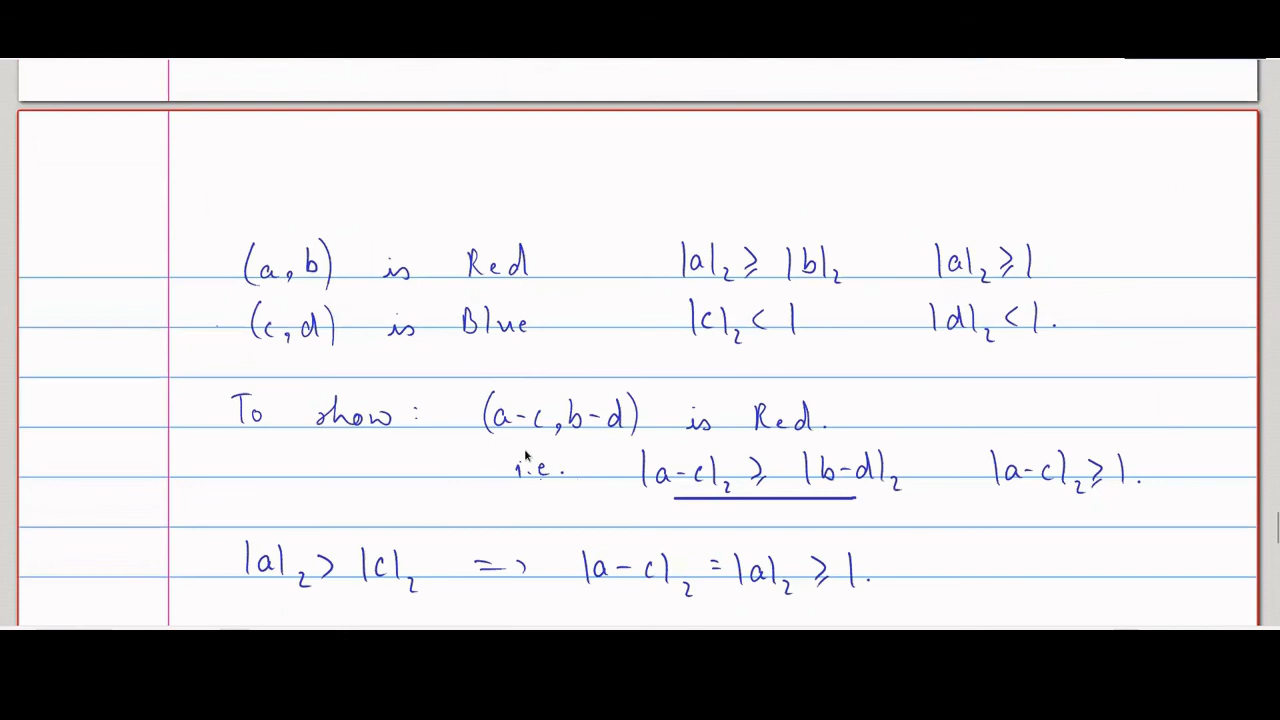 (a, b) is Red |a|₂ ⩾ |b|₂ |a|₂ ⩾ 1
(c, d) is Blue |c|₂ < 1 |d|₂ < 1.
To show: (a-c, b-d) is Red.
i.e. |a-c|₂ ⩾ |b-d|₂ |a-c|₂ ⩾ 1.
|a|₂ > |c|₂ => |a-c|₂ = |a|₂ ⩾ 1.